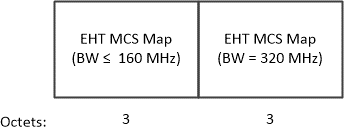 EHT MCS Map EHT MCS Map
(BW ≤ 160 MHz) (BW = 320 MHz)
Octets: 3 3